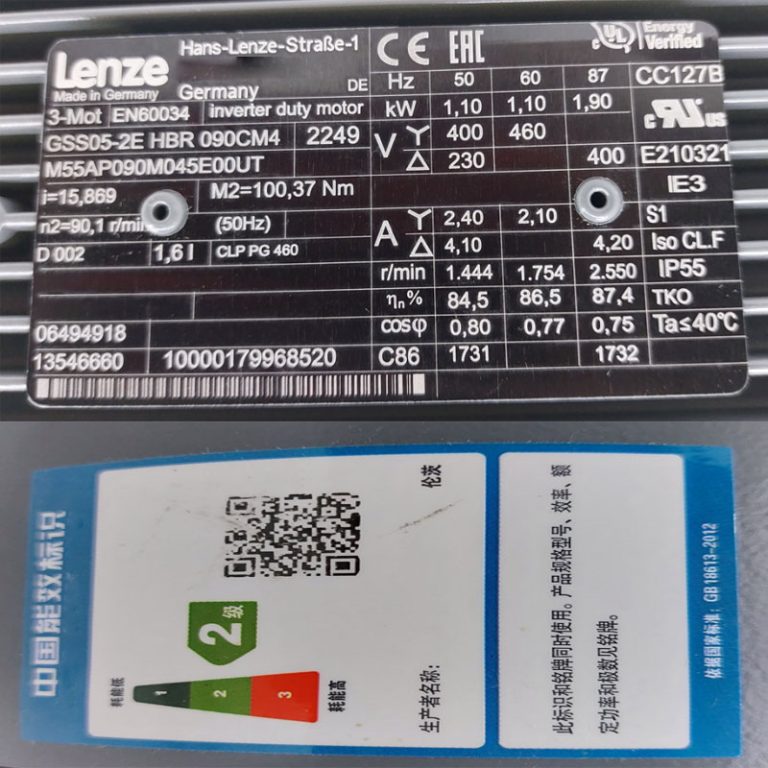 Lenze
Hans-Lenze-Straße-1
Made in Germany
Germany
DE
CE EAC
c UL Energy Verified
Hz 50 60 87 CC127B
3-Mot EN60034 inverter duty motor
kW 1,10 1,10 1,90
c UR us
GSS05-2E HBR 090CM4 2249
V Y 400 460
M55AP090M045E00UT
△ 230 400 E210321
i=15,869 M2=100,37 Nm
IE3
n2=90,1 r/min (50Hz)
A Y 2,40 2,10 S1
D 002 1,6 l CLP PG 460
△ 4,10 4,20 Iso CL.F
r/min 1.444 1.754 2.550 IP55
ηn% 84,5 86,5 87,4 TKO
06494918
cosφ 0,80 0,77 0,75 Ta≤40°C
13546660 10000179968520 C86 1731 1732
中国能效标识
耗能低
1
2
3
耗能高
2级
生产者名称：
伦茨
此标识和铭牌同时使用。产品规格型号、效率、额
定功率和极数见铭牌。
依据国家标准：GB 18613-2012